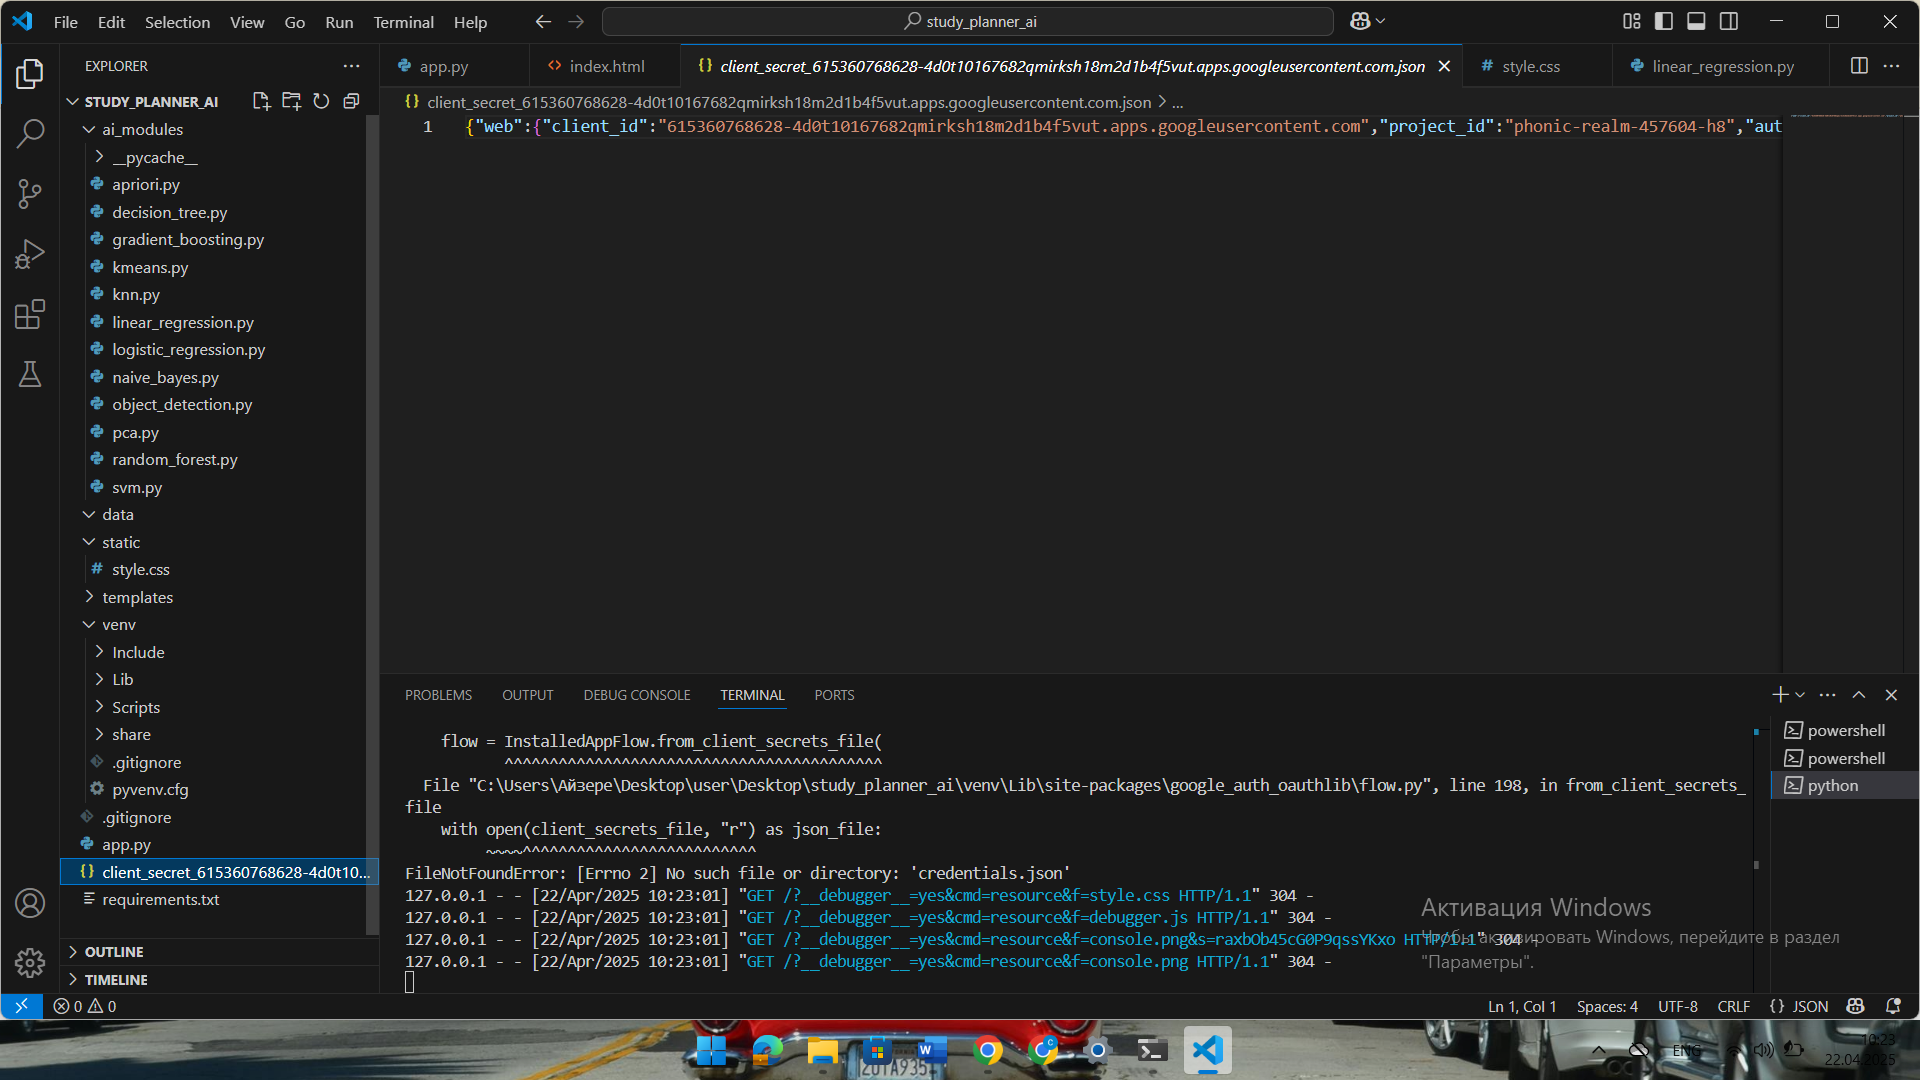 File Edit Selection View Go Run Terminal Help
study_planner_ai
EXPLORER
STUDY_PLANNER_AI
ai_modules
__pycache__
apriori.py
decision_tree.py
gradient_boosting.py
kmeans.py
knn.py
linear_regression.py
logistic_regression.py
naive_bayes.py
object_detection.py
pca.py
random_forest.py
svm.py
data
static
style.css
templates
venv
Include
Lib
Scripts
share
.gitignore
pyvenv.cfg
.gitignore
app.py
client_secret_615360768628-4d0t10...
requirements.txt
OUTLINE
TIMELINE
app.py
index.html
client_secret_615360768628-4d0t10167682qmirksh18m2d1b4f5vut.apps.googleusercontent.com.json
style.css
linear_regression.py
client_secret_615360768628-4d0t10167682qmirksh18m2d1b4f5vut.apps.googleusercontent.com.json > ...
1 {"web":{"client_id":"615360768628-4d0t10167682qmirksh18m2d1b4f5vut.apps.googleusercontent.com","project_id":"phonic-realm-457604-h8","aut
PROBLEMS OUTPUT DEBUG CONSOLE TERMINAL PORTS
powershell
powershell
python
flow = InstalledAppFlow.from_client_secrets_file(
^^^^^^^^^^^^^^^^^^^^^^^^^^^^^^^^^^^^^^^^^^
File "C:\Users\Айзере\Desktop\user\Desktop\study_planner_ai\venv\Lib\site-packages\google_auth_oauthlib\flow.py", line 198, in from_client_secrets_
file
with open(client_secrets_file, "r") as json_file:
~~~~^^^^^^^^^^^^^^^^^^^^^^^^^^
FileNotFoundError: [Errno 2] No such file or directory: 'credentials.json'
127.0.0.1 - - [22/Apr/2025 10:23:01] "GET /?__debugger__=yes&cmd=resource&f=style.css HTTP/1.1" 304 -
127.0.0.1 - - [22/Apr/2025 10:23:01] "GET /?__debugger__=yes&cmd=resource&f=debugger.js HTTP/1.1" 304 -
127.0.0.1 - - [22/Apr/2025 10:23:01] "GET /?__debugger__=yes&cmd=resource&f=console.png&s=raxbOb45cG0P9qssYKxo HTTP/1.1" 304 -
127.0.0.1 - - [22/Apr/2025 10:23:01] "GET /?__debugger__=yes&cmd=resource&f=console.png HTTP/1.1" 304 -
Активация Windows
Чтобы активировать Windows, перейдите в раздел
"Параметры".
0 0
Ln 1, Col 1 Spaces: 4 UTF-8 CRLF {} JSON
ENG
10:23
22.04.2025